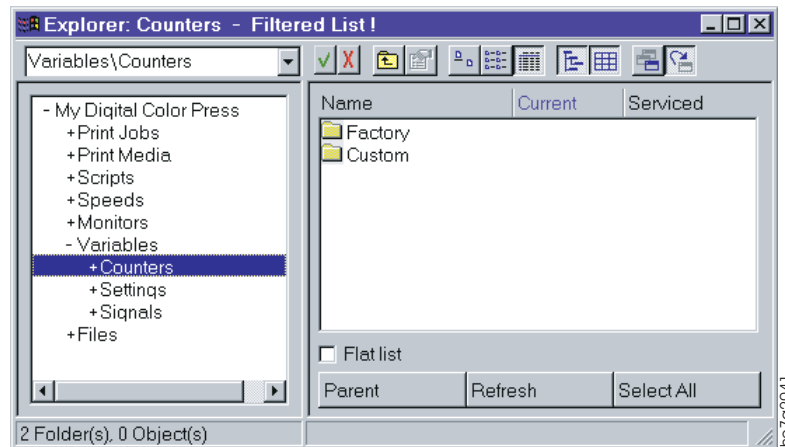 Explorer: Counters - Filtered List !
Variables\Counters
- My Digital Color Press
+Print Jobs
+Print Media
+Scripts
+Speeds
+Monitors
- Variables
+Counters
+Settings
+Signals
+Files
Name Current Serviced
Factory
Custom
Flat list
Parent Refresh Select All
2 Folder(s), 0 Object(s)